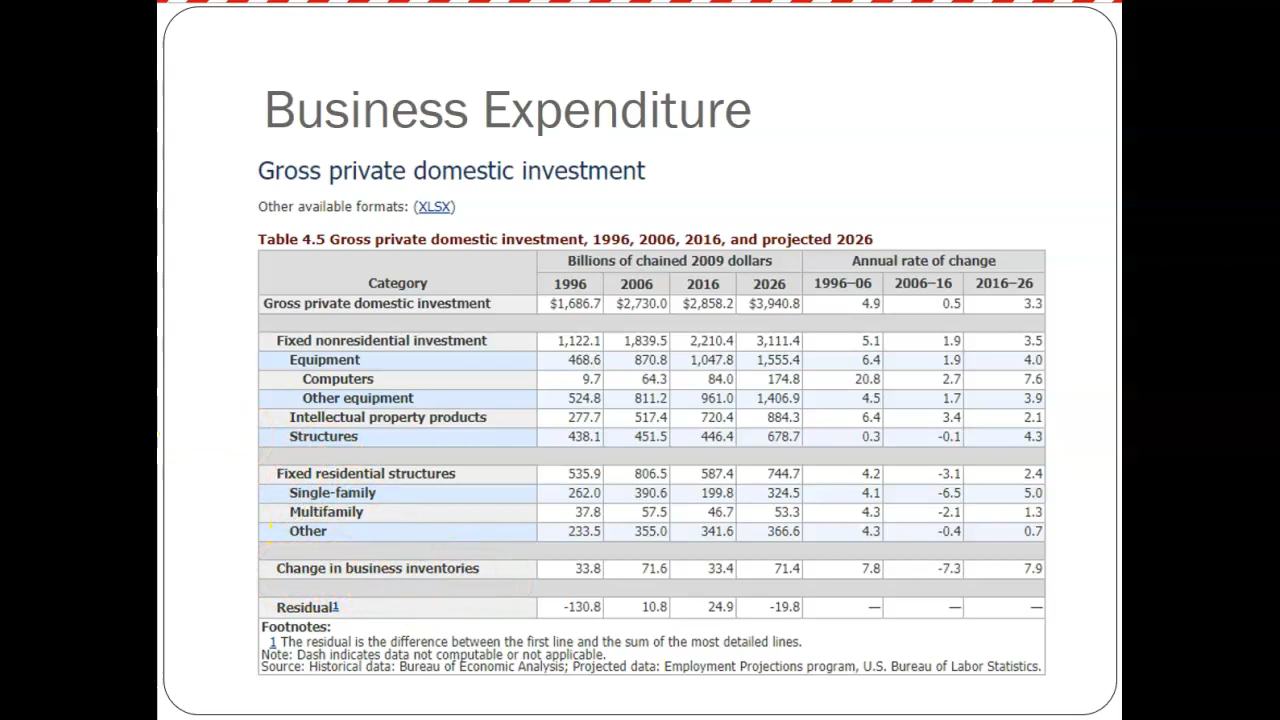 Business Expenditure
Gross private domestic investment
Other available formats: (XLSX)
Table 4.5 Gross private domestic investment, 1996, 2006, 2016, and projected 2026
Category Billions of chained 2009 dollars Annual rate of change
1996 2006 2016 2026 1996–06 2006–16 2016–26
Gross private domestic investment $1,686.7 $2,730.0 $2,858.2 $3,940.8 4.9 0.5 3.3
Fixed nonresidential investment 1,122.1 1,839.5 2,210.4 3,111.4 5.1 1.9 3.5
Equipment 468.6 870.8 1,047.8 1,555.4 6.4 1.9 4.0
Computers 9.7 64.3 84.0 174.8 20.8 2.7 7.6
Other equipment 524.8 811.2 961.0 1,406.9 4.5 1.7 3.9
Intellectual property products 277.7 517.4 720.4 884.3 6.4 3.4 2.1
Structures 438.1 451.5 446.4 678.7 0.3 -0.1 4.3
Fixed residential structures 535.9 806.5 587.4 744.7 4.2 -3.1 2.4
Single-family 262.0 390.6 199.8 324.5 4.1 -6.5 5.0
Multifamily 37.8 57.5 46.7 53.3 4.3 -2.1 1.3
Other 233.5 355.0 341.6 366.6 4.3 -0.4 0.7
Change in business inventories 33.8 71.6 33.4 71.4 7.8 -7.3 7.9
Residual1 -130.8 10.8 24.9 -19.8 — — —
Footnotes:
1 The residual is the difference between the first line and the sum of the most detailed lines.
Note: Dash indicates data not computable or not applicable.
Source: Historical data: Bureau of Economic Analysis; Projected data: Employment Projections program, U.S. Bureau of Labor Statistics.